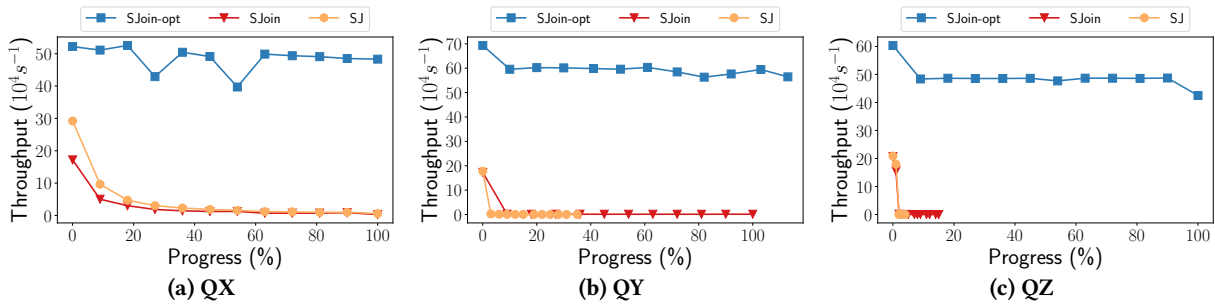 SJoin-opt SJoin SJ
Throughput (10⁴s⁻¹)
50
40
30
20
10
0
0 20 40 60 80 100
Progress (%)
(a) QX
SJoin-opt SJoin SJ
Throughput (10⁴s⁻¹)
70
60
50
40
30
20
10
0
0 20 40 60 80 100
Progress (%)
(b) QY
SJoin-opt SJoin SJ
Throughput (10⁴s⁻¹)
60
50
40
30
20
10
0
0 20 40 60 80 100
Progress (%)
(c) QZ